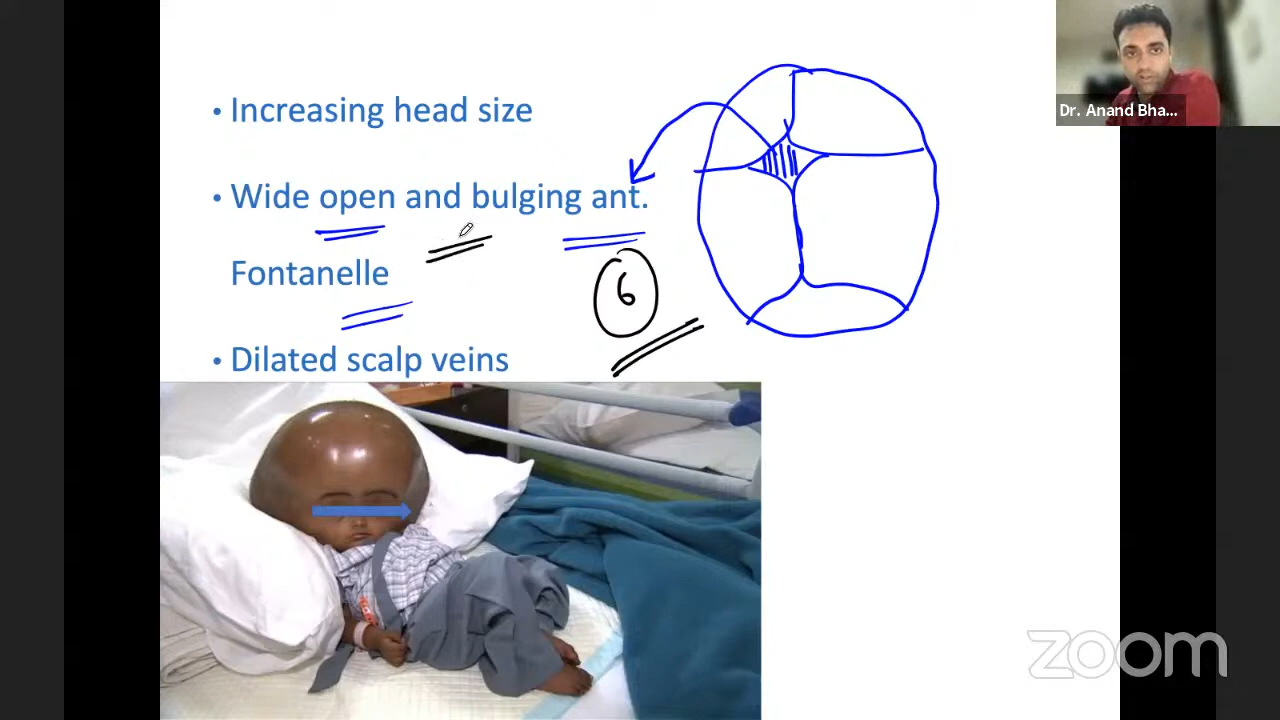 • Increasing head size
• Wide open and bulging ant.
Fontanelle
6
• Dilated scalp veins
Dr. Anand Bha...
zoom